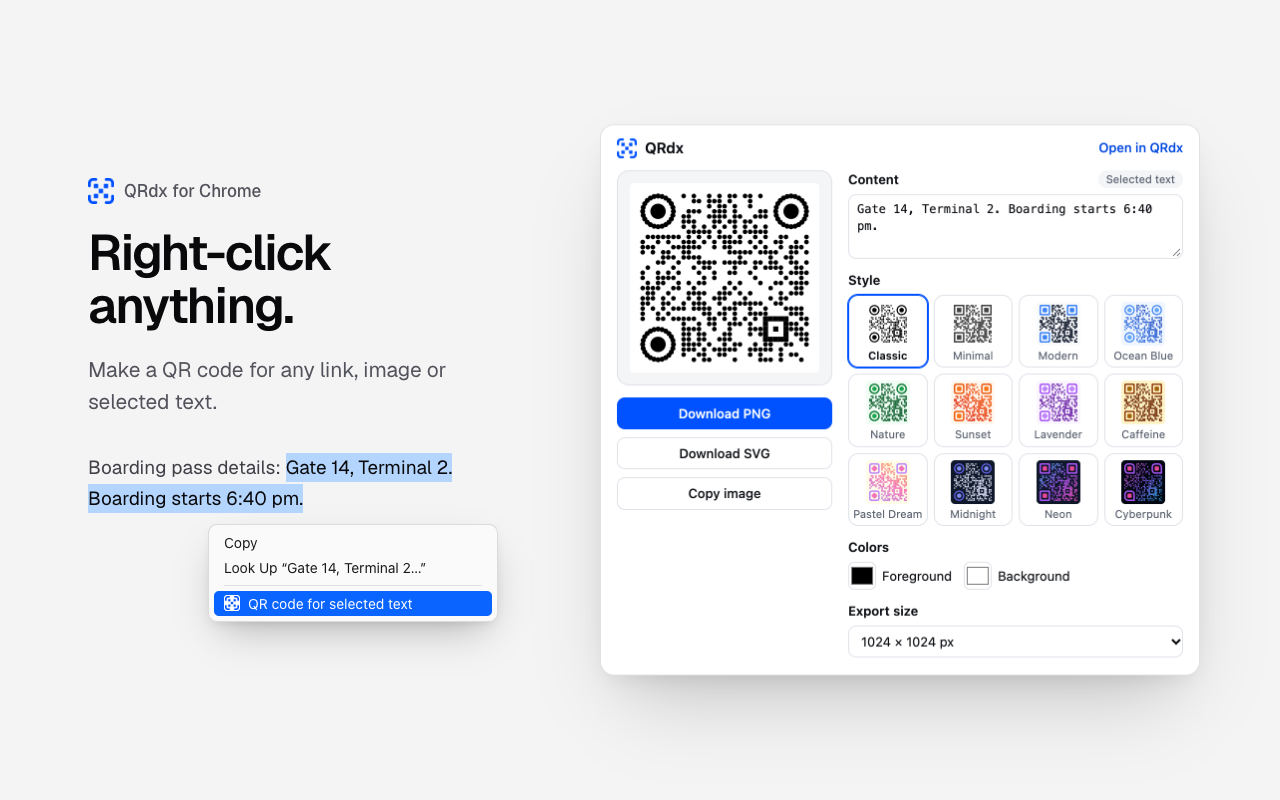 QRdx for Chrome
Right-click
anything.
Make a QR code for any link, image or
selected text.
Boarding pass details: Gate 14, Terminal 2.
Boarding starts 6:40 pm.
Copy
Look Up “Gate 14, Terminal 2…”
QR code for selected text
QRdx
Open in QRdx
Download PNG
Download SVG
Copy image
Content
Selected text
Gate 14, Terminal 2. Boarding starts 6:40
pm.
Style
Classic
Minimal
Modern
Ocean Blue
Nature
Sunset
Lavender
Caffeine
Pastel Dream
Midnight
Neon
Cyberpunk
Colors
Foreground
Background
Export size
1024 × 1024 px